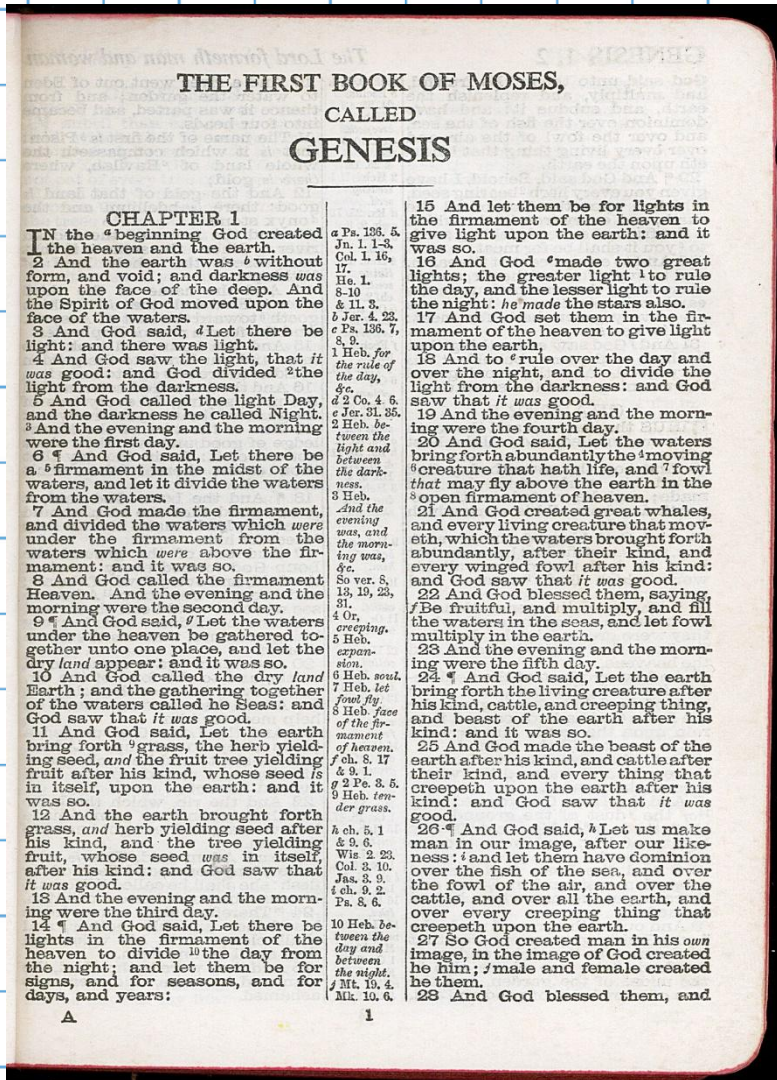 THE FIRST BOOK OF MOSES,
CALLED
GENESIS
CHAPTER 1
IN the a beginning God created
the heaven and the earth.
2 And the earth was b without
form, and void; and darkness was
upon the face of the deep. And
the Spirit of God moved upon the
face of the waters.
3 And God said, d Let there be
light: and there was light.
4 And God saw the light, that it
was good: and God divided 2 the
light from the darkness.
5 And God called the light Day,
and the darkness he called Night.
3 And the evening and the morning
were the first day.
6 ¶ And God said, Let there be
a 5 firmament in the midst of the
waters, and let it divide the waters
from the waters.
7 And God made the firmament,
and divided the waters which were
under the firmament from the
waters which were above the fir-
mament: and it was so.
8 And God called the firmament
Heaven. And the evening and the
morning were the second day.
9 ¶ And God said, g Let the waters
under the heaven be gathered to-
gether unto one place, and let the
dry land appear: and it was so.
10 And God called the dry land
Earth; and the gathering together
of the waters called he Seas: and
God saw that it was good.
11 And God said, Let the earth
bring forth 9 grass, the herb yield-
ing seed, and the fruit tree yielding
fruit after his kind, whose seed is
in itself, upon the earth: and it
was so.
12 And the earth brought forth
grass, and herb yielding seed after
his kind, and the tree yielding
fruit, whose seed was in itself,
after his kind: and God saw that
it was good.
13 And the evening and the morn-
ing were the third day.
14 ¶ And God said, Let there be
lights in the firmament of the
heaven to divide 10 the day from
the night; and let them be for
signs, and for seasons, and for
days, and years:
a Ps. 136. 5.
Jn. 1. 1-3,
Col. 1. 16,
17.
He. 1.
8-10
& 11. 3.
b Jer. 4. 23.
c Ps. 136. 7,
8, 9.
1 Heb. for
the rule of
the day,
&c.
d 2 Co. 4. 6.
e Jer. 31. 35.
2 Heb. be-
tween the
light and
between
the dark-
ness.
3 Heb.
And the
evening
was, and
the morn-
ing was,
&c.
So ver. 8,
13, 19, 23,
31.
4 Or,
creeping.
5 Heb.
expan-
sion.
6 Heb. soul.
7 Heb. let
fowl fly.
8 Heb. face
of the fir-
mament
of heaven.
f ch. 8. 17
& 9. 1.
g 2 Pe. 3. 5.
9 Heb. ten-
der grass.
h ch. 5. 1
& 9. 6.
Wis. 2. 23.
Col. 3. 10.
Jas. 3. 9.
i ch. 9. 2.
Ps. 8. 6.
10 Heb. be-
tween the
day and
between
the night.
j Mt. 19. 4.
Mk. 10. 6.
15 And let them be for lights in
the firmament of the heaven to
give light upon the earth: and it
was so.
16 And God c made two great
lights; the greater light 1 to rule
the day, and the lesser light to rule
the night: he made the stars also.
17 And God set them in the fir-
mament of the heaven to give light
upon the earth,
18 And to e rule over the day and
over the night, and to divide the
light from the darkness: and God
saw that it was good.
19 And the evening and the morn-
ing were the fourth day.
20 And God said, Let the waters
bring forth abundantly the 4 moving
6 creature that hath life, and 7 fowl
that may fly above the earth in the
8 open firmament of heaven.
21 And God created great whales,
and every living creature that mov-
eth, which the waters brought forth
abundantly, after their kind, and
every winged fowl after his kind:
and God saw that it was good.
22 And God blessed them, saying,
f Be fruitful, and multiply, and fill
the waters in the seas, and let fowl
multiply in the earth.
23 And the evening and the morn-
ing were the fifth day.
24 ¶ And God said, Let the earth
bring forth the living creature after
his kind, cattle, and creeping thing,
and beast of the earth after his
kind: and it was so.
25 And God made the beast of the
earth after his kind, and cattle after
their kind, and every thing that
creepeth upon the earth after his
kind: and God saw that it was
good.
26 ¶ And God said, h Let us make
man in our image, after our like-
ness: i and let them have dominion
over the fish of the sea, and over
the fowl of the air, and over the
cattle, and over all the earth, and
over every creeping thing that
creepeth upon the earth.
27 So God created man in his own
image, in the image of God created
he him; j male and female created
he them.
28 And God blessed them, and
A
1